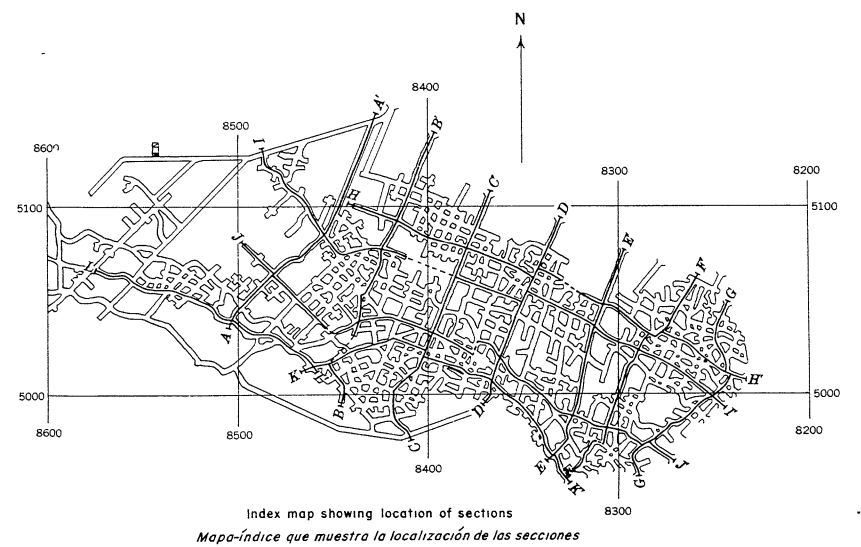 N
8400
A'
B'
8500
I
8600
8300
8200
C'
H
D
5100
5100
E'
J
F'
G
A
K
H'
5000
5000
B
D
I'
8600
C
8200
8500
E
J'
F
G'
8400
K'
8300
Index map showing location of sections
Mapa-índice que muestra la localización de las secciones